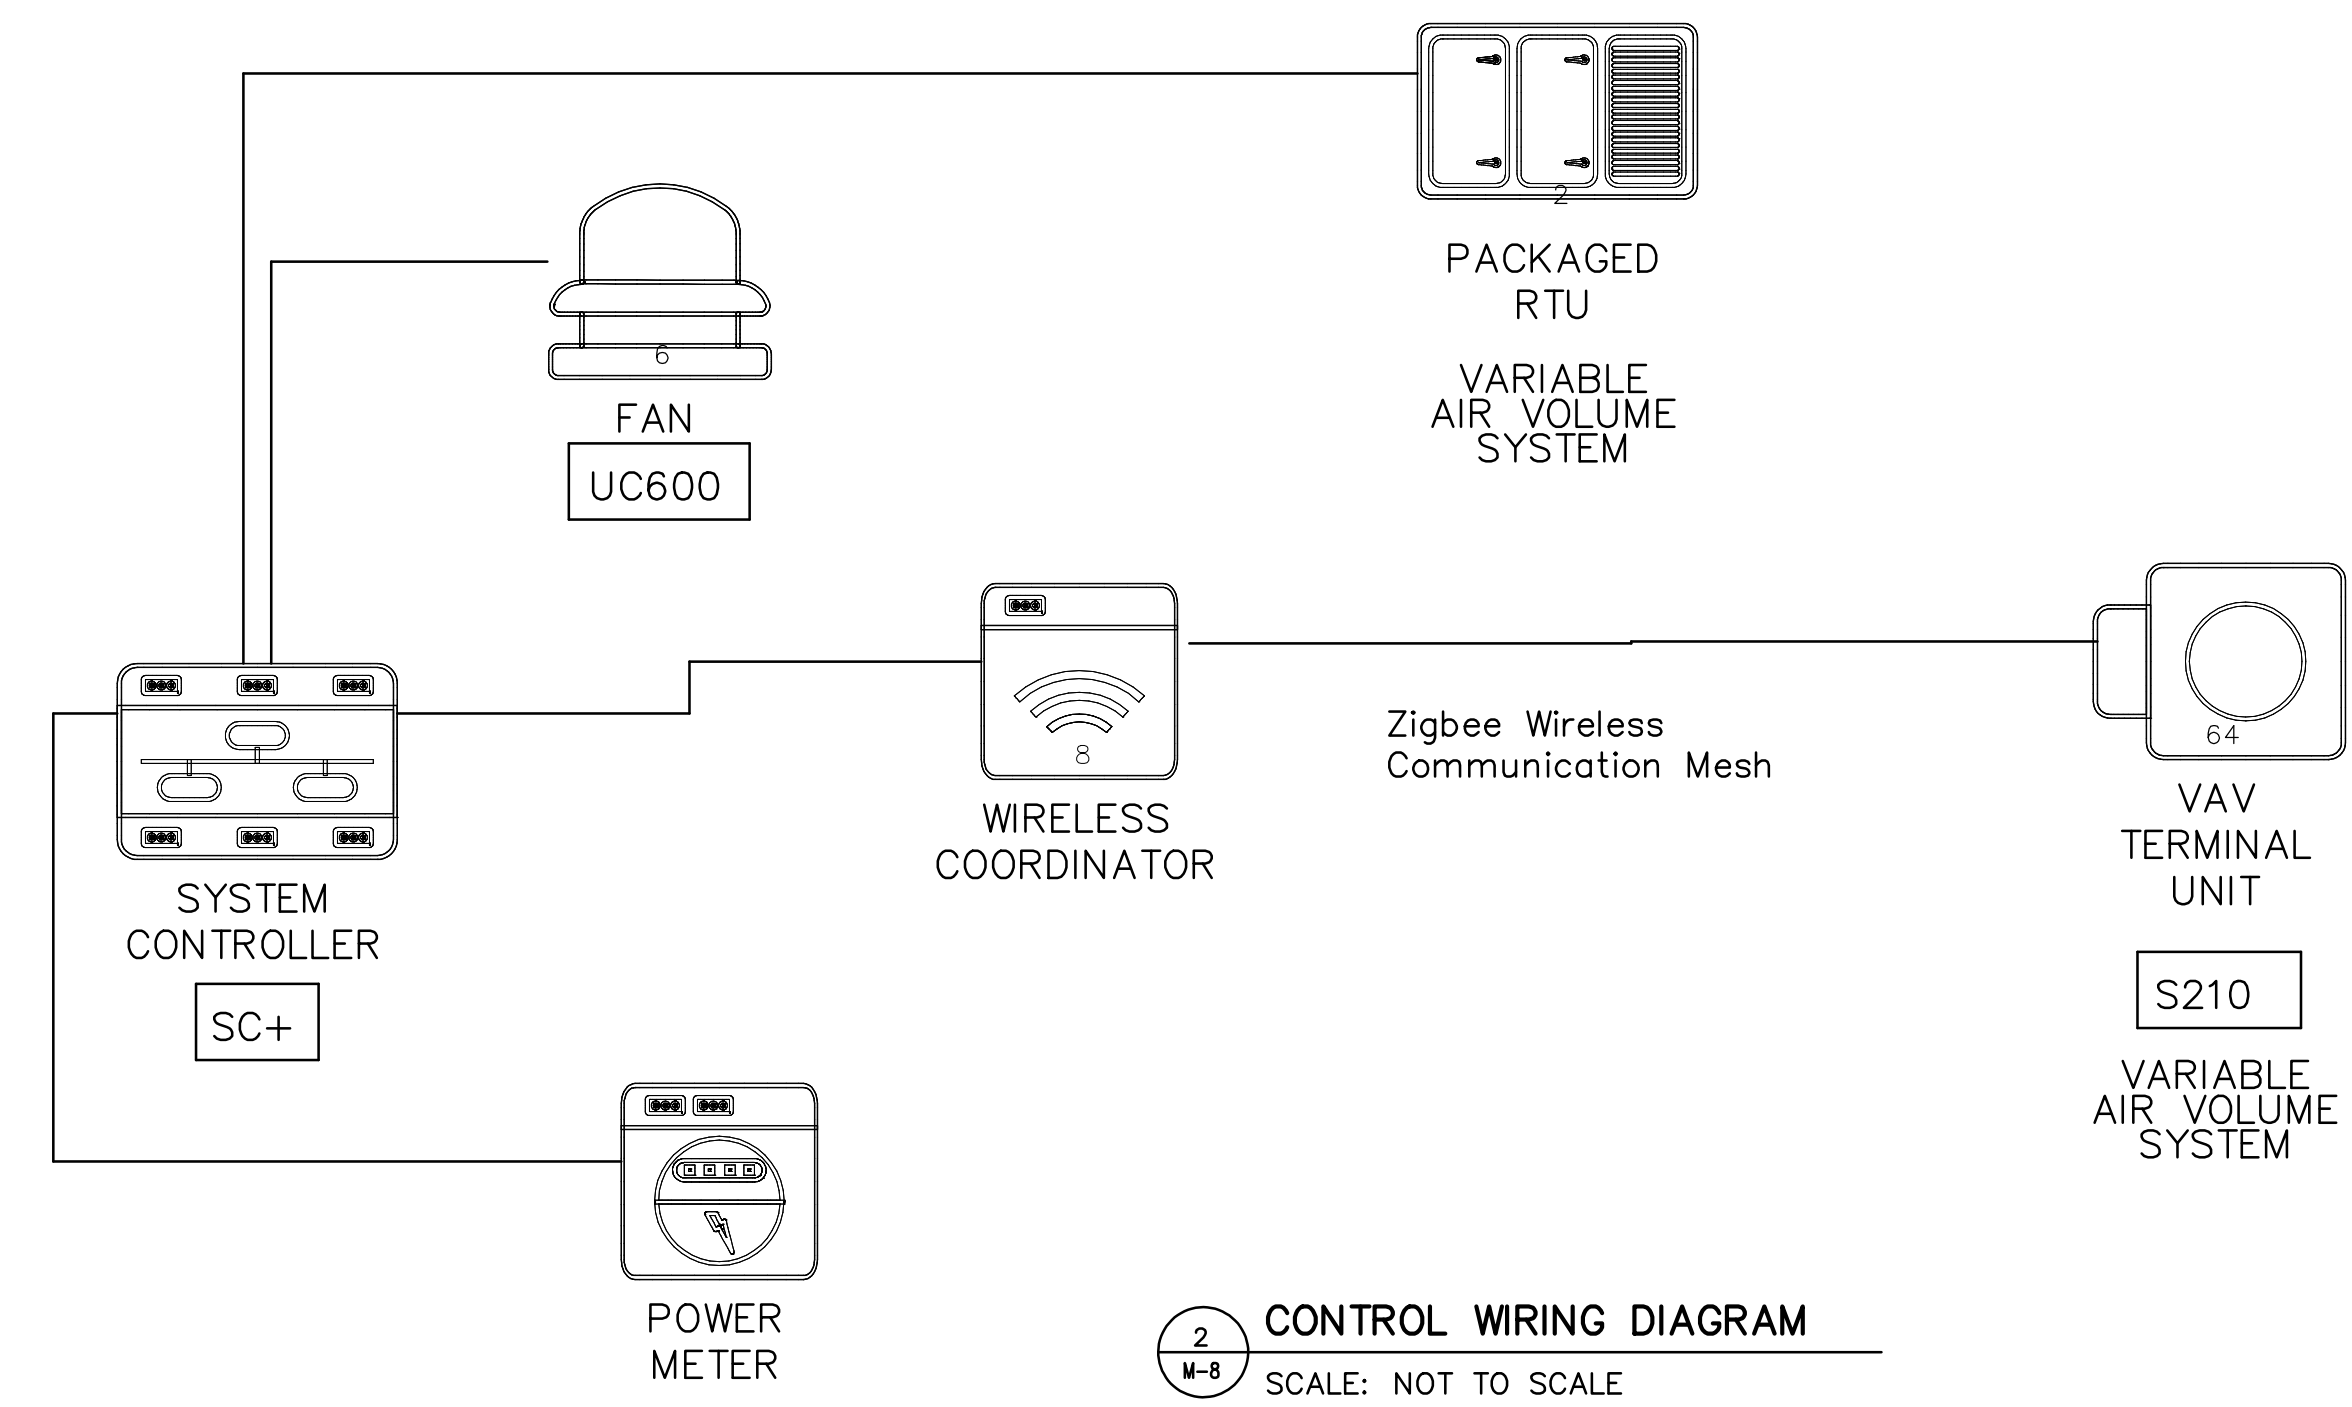 2
PACKAGED
RTU
VARIABLE
AIR VOLUME
SYSTEM
6
FAN
UC600
8
WIRELESS
COORDINATOR
Zigbee Wireless
Communication Mesh
64
VAV
TERMINAL
UNIT
S210
VARIABLE
AIR VOLUME
SYSTEM
SYSTEM
CONTROLLER
SC+
POWER
METER
2
M-8
CONTROL WIRING DIAGRAM
SCALE: NOT TO SCALE